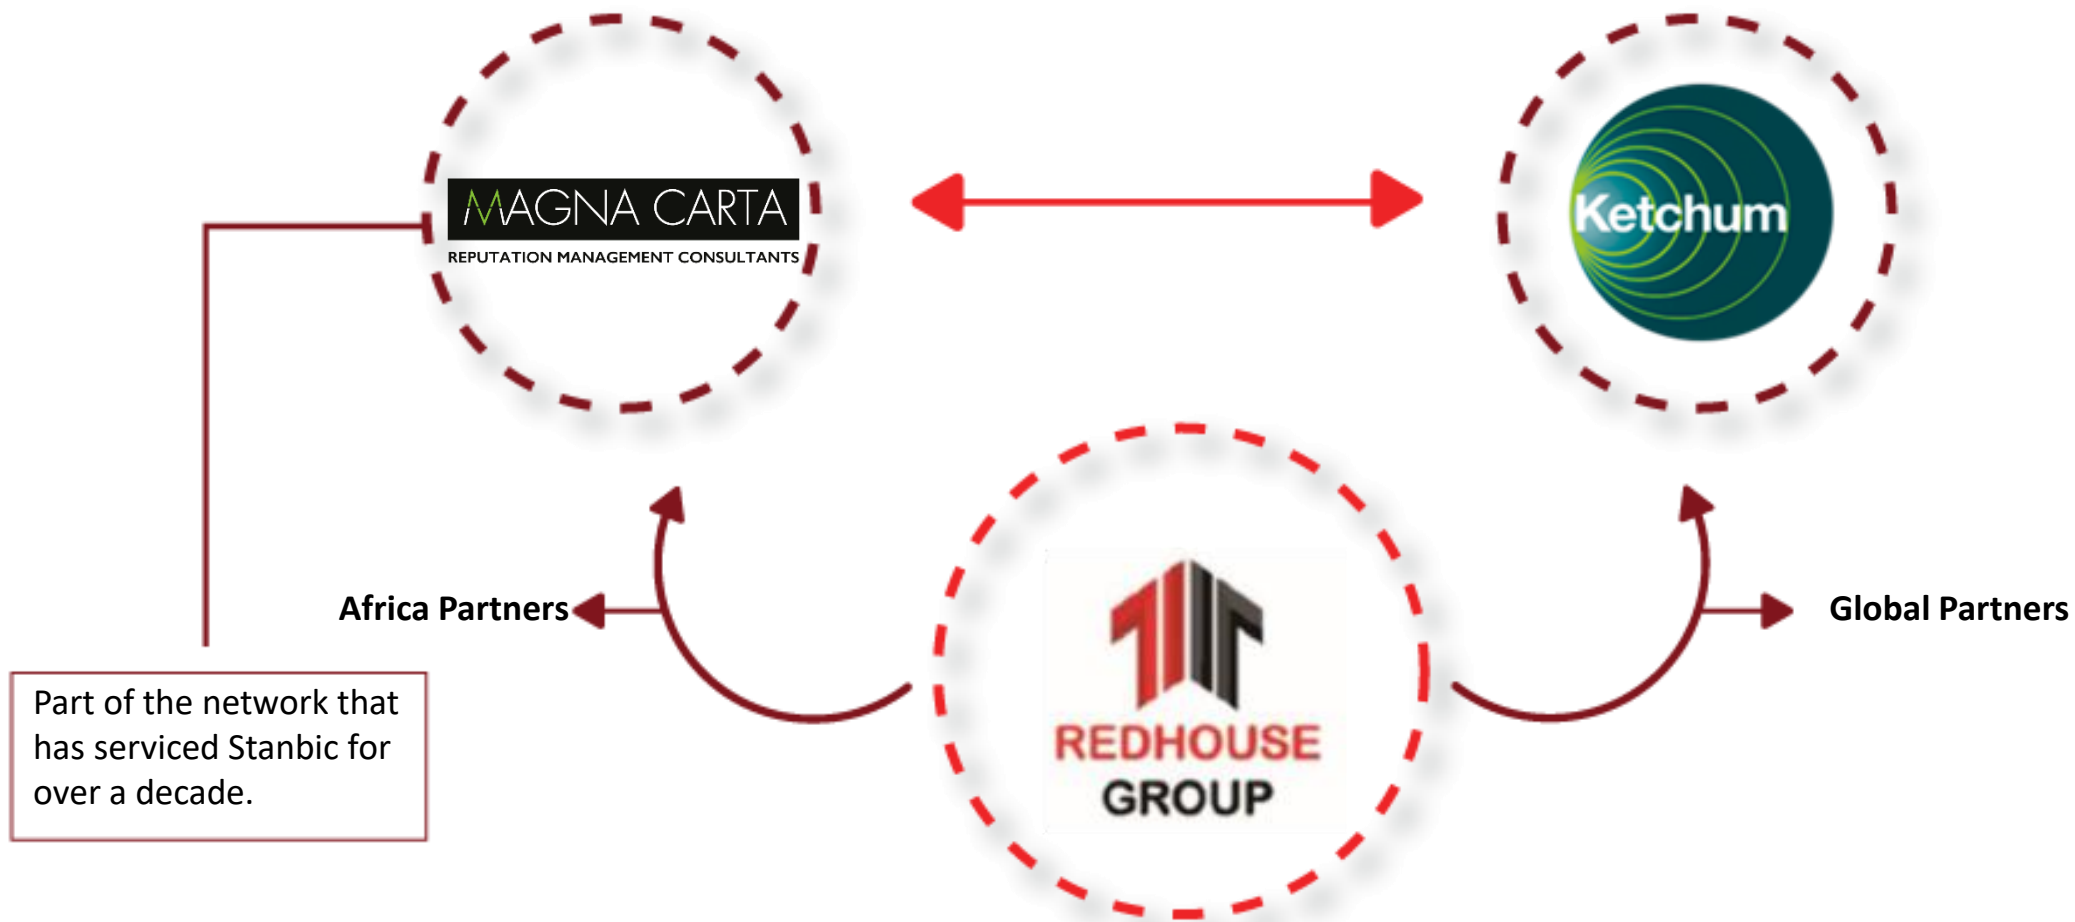 MAGNA CARTA
REPUTATION MANAGEMENT CONSULTANTS
Ketchum
Africa Partners
Global Partners
REDHOUSE
GROUP
Part of the network that
has serviced Stanbic for
over a decade.